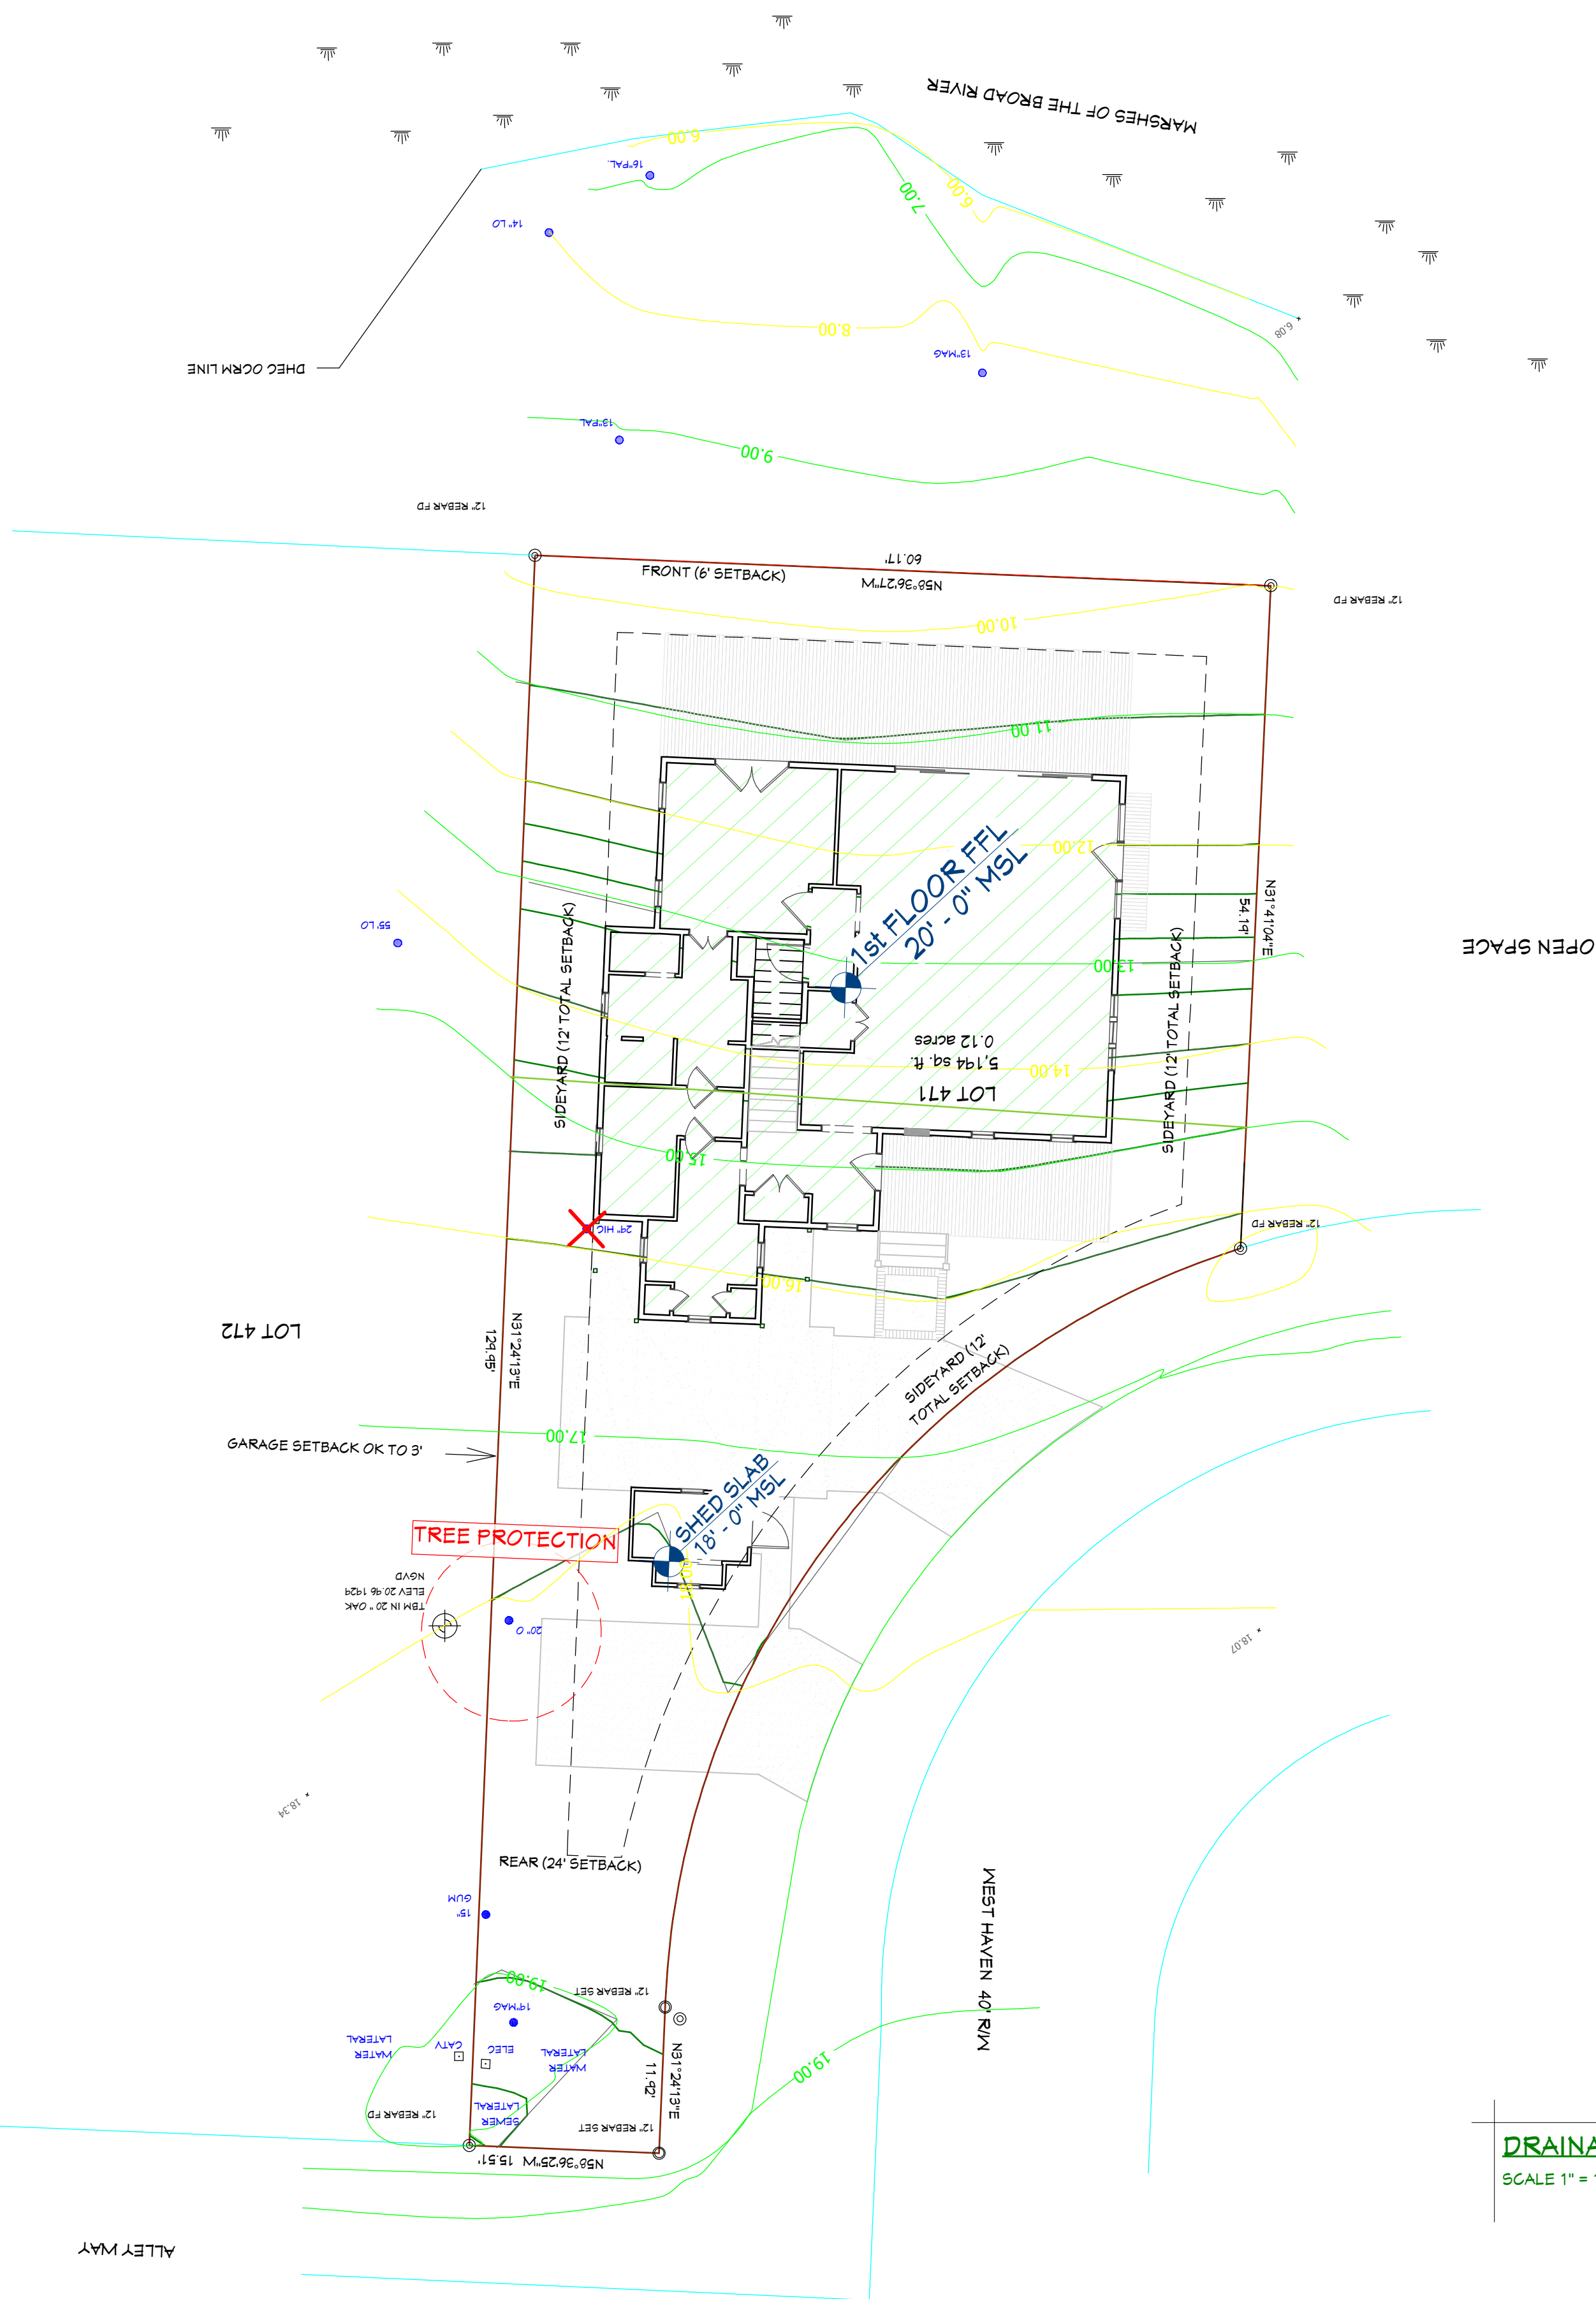 MARSHES OF THE BROAD RIVER
6.00
16"PAL.
7.00
6.00
14" LO
8.00
6.08
13"MAG
DHEC OCRM LINE
13"PAL
9.00
12" REBAR FD
60.17'
FRONT (6' SETBACK)
N58°36'27"W
12" REBAR FD
10.00
11.00
12.00
1st FLOOR FFL
20' - 0" MSL
55" LO
SIDEYARD (12' TOTAL SETBACK)
N31°41'04"E
54.19'
OPEN SPACE
13.00
SIDEYARD (12' TOTAL SETBACK)
LOT 471
5,194 sq. ft.
0.12 acres
14.00
15.00
29" HIC
12" REBAR FD
16.00
LOT 472
N31°24'13"E
129.95'
SIDEYARD (12'
TOTAL SETBACK)
17.00
GARAGE SETBACK OK TO 3'
SHED SLAB
18' - 0" MSL
TREE PROTECTION
18.00
TBM IN 20" OAK
ELEV 20.96 1929
NGVD
20" O
18.07
18.34
REAR (24' SETBACK)
15"
GUM
WEST HAVEN 40' R/W
19.00
12" REBAR SET
19"MAG
WATER
LATERAL
CATV
ELEC
WATER
LATERAL
N31°24'13"E
11.92'
19.00
SEWER
LATERAL
12" REBAR FD
12" REBAR SET
N58°36'25"W 15.51'
DRAINA
SCALE 1" = 1
ALLEY WAY